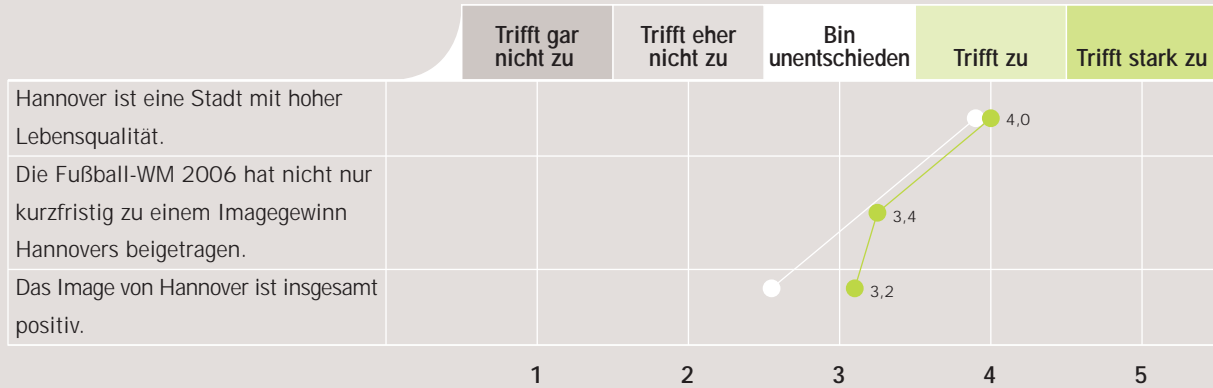 Trifft gar
nicht zu
Trifft eher
nicht zu
Bin
unentschieden
Trifft zu
Trifft stark zu
Hannover ist eine Stadt mit hoher
Lebensqualität.
4,0
Die Fußball-WM 2006 hat nicht nur
kurzfristig zu einem Imagegewinn
Hannovers beigetragen.
3,4
Das Image von Hannover ist insgesamt
positiv.
3,2
1 2 3 4 5